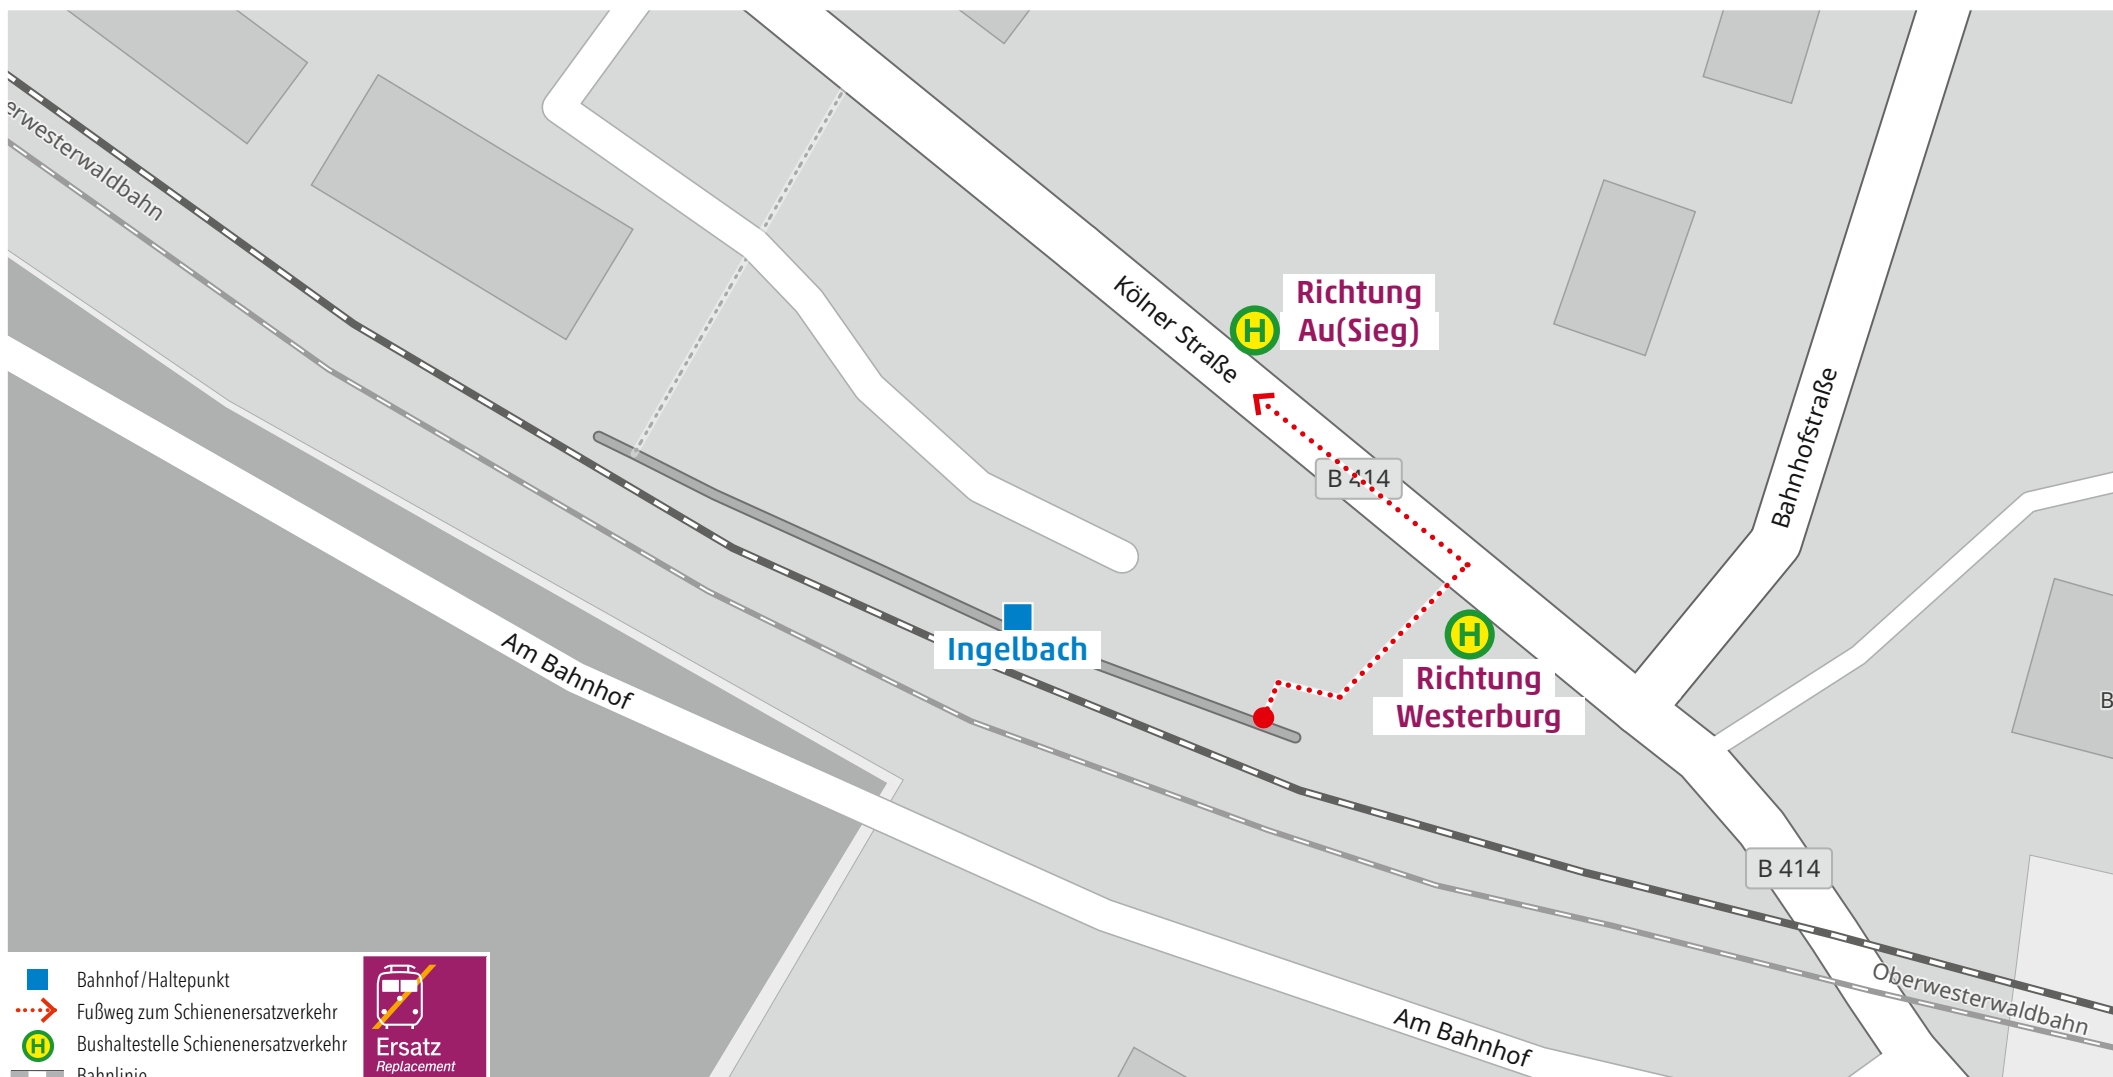 erwesterwaldbahn
Kölner Straße
Richtung
Au(Sieg)
H
Bahnhofstraße
B 414
Ingelbach
H
Richtung
Westerburg
Am Bahnhof
B
B 414
Oberwesterwaldbahn
Am Bahnhof
Bahnhof/Haltepunkt
Fußweg zum Schienenersatzverkehr
H Bushaltestelle Schienenersatzverkehr
Bahnlinie
Ersatz
Replacement